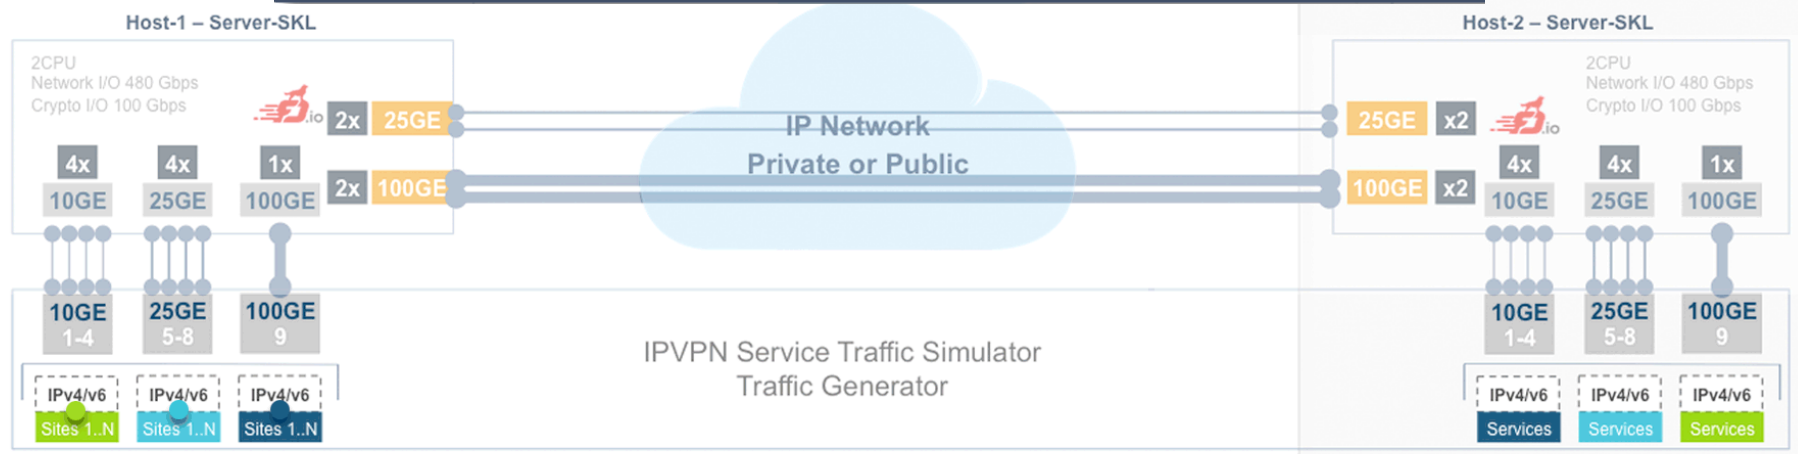 Host-1 – Server-SKL
Host-2 – Server-SKL
2CPU
Network I/O 480 Gbps
Crypto I/O 100 Gbps
.io
2x 25GE
2x 100GE
4x
10GE
4x
25GE
1x
100GE
IP Network
Private or Public
25GE x2
100GE x2
2CPU
Network I/O 480 Gbps
Crypto I/O 100 Gbps
.io
4x
10GE
4x
25GE
1x
100GE
10GE
1-4
25GE
5-8
100GE
9
IPVPN Service Traffic Simulator
Traffic Generator
10GE
1-4
25GE
5-8
100GE
9
IPv4/v6
Sites 1..N
IPv4/v6
Sites 1..N
IPv4/v6
Sites 1..N
IPv4/v6
Services
IPv4/v6
Services
IPv4/v6
Services